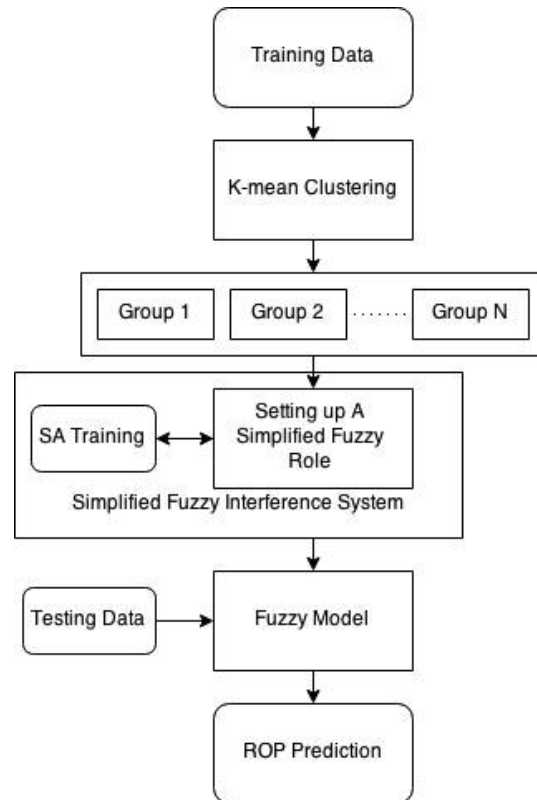 Training Data
K-mean Clustering
Group 1
Group 2
.......
Group N
SA Training
Setting up A
Simplified Fuzzy
Role
Simplified Fuzzy Interference System
Testing Data
Fuzzy Model
ROP Prediction